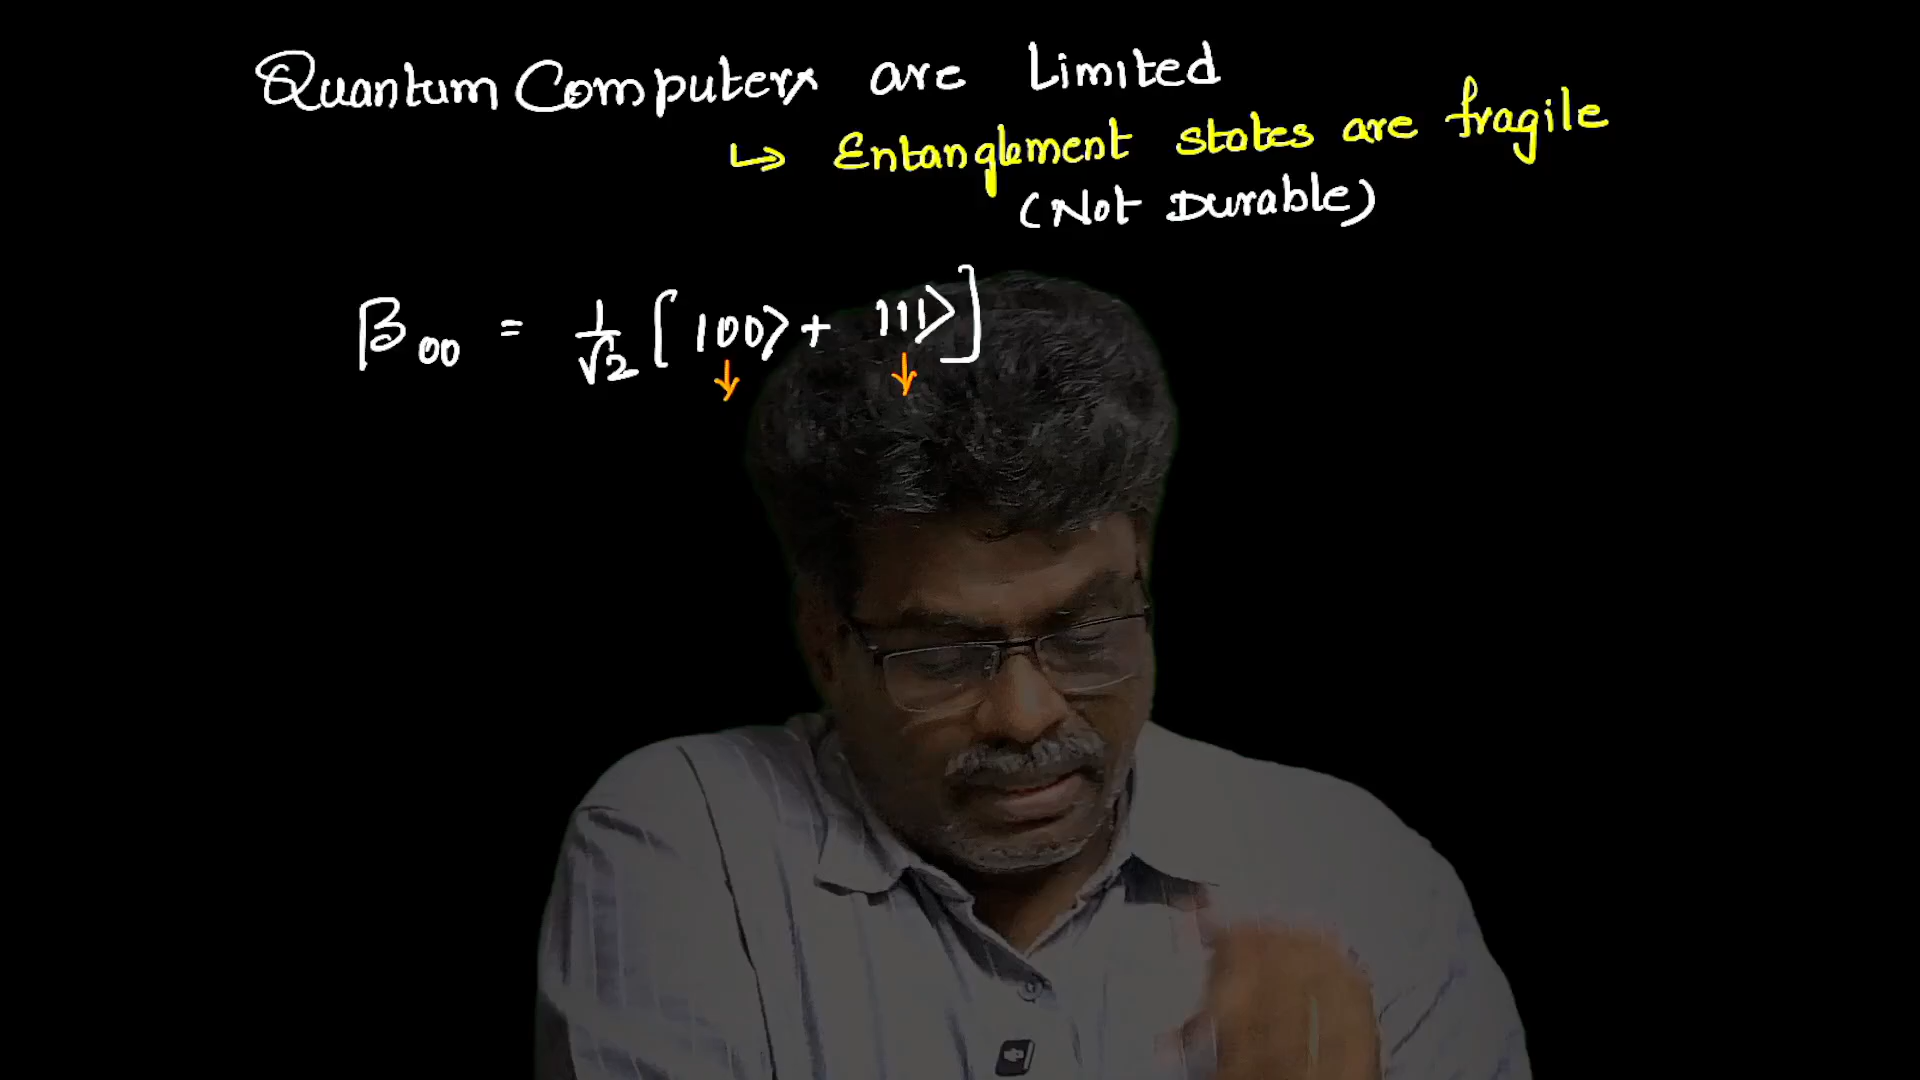 Quantum Computers are Limited
↳ Entanglement states are fragile
(Not Durable)
β₀₀ = 1/√2 [ |00⟩ + |11⟩ ]
↓ ↓